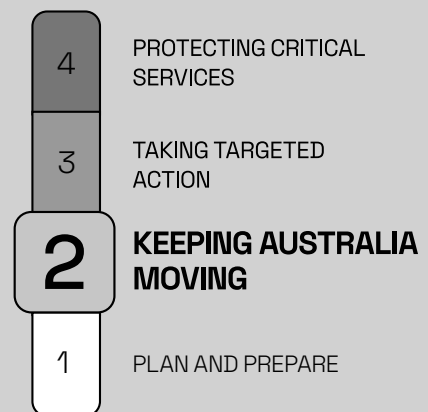 4
PROTECTING CRITICAL
SERVICES
3
TAKING TARGETED
ACTION
2
KEEPING AUSTRALIA
MOVING
1
PLAN AND PREPARE